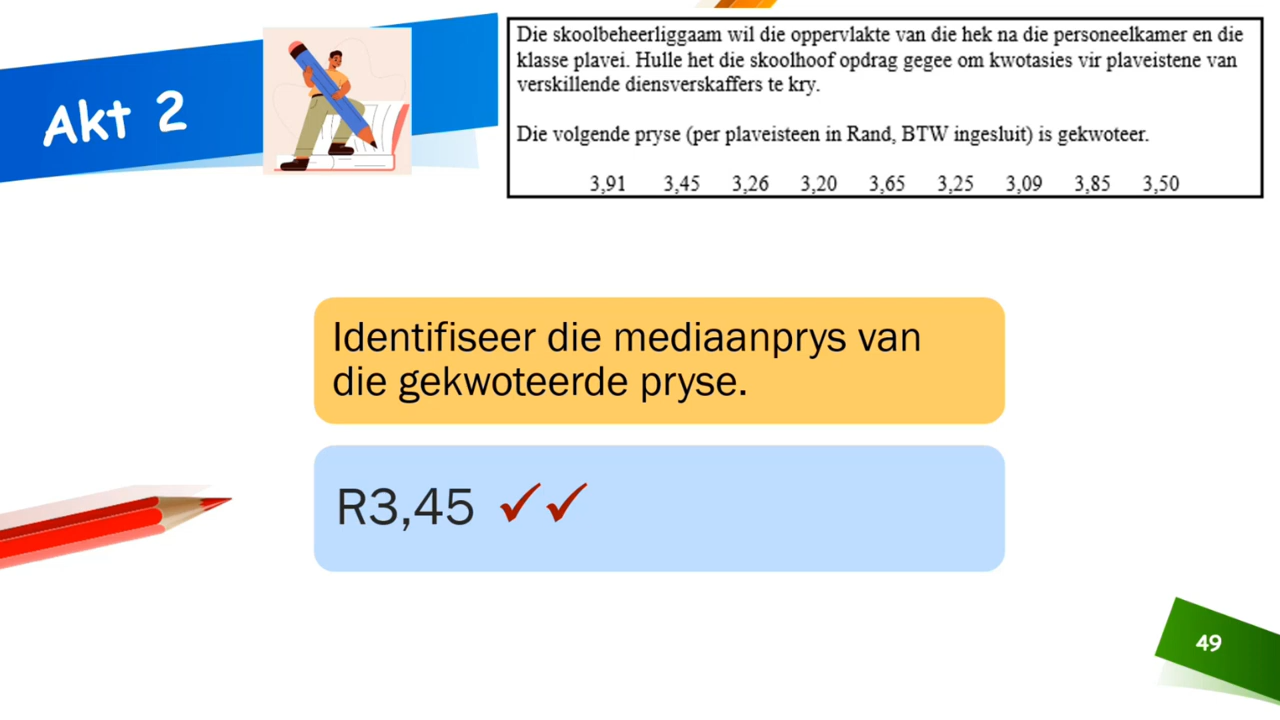 Akt 2
Die skoolbeheerliggaam wil die oppervlakte van die hek na die personeelkamer en die
klasse plavei. Hulle het die skoolhoof opdrag gegee om kwotasies vir plaveistene van
verskillende diensverskaffers te kry.
Die volgende pryse (per plaveisteen in Rand, BTW ingesluit) is gekwoteer.
3,91 3,45 3,26 3,20 3,65 3,25 3,09 3,85 3,50
Identifiseer die mediaanprys van
die gekwoteerde pryse.
R3,45 ✓✓
49